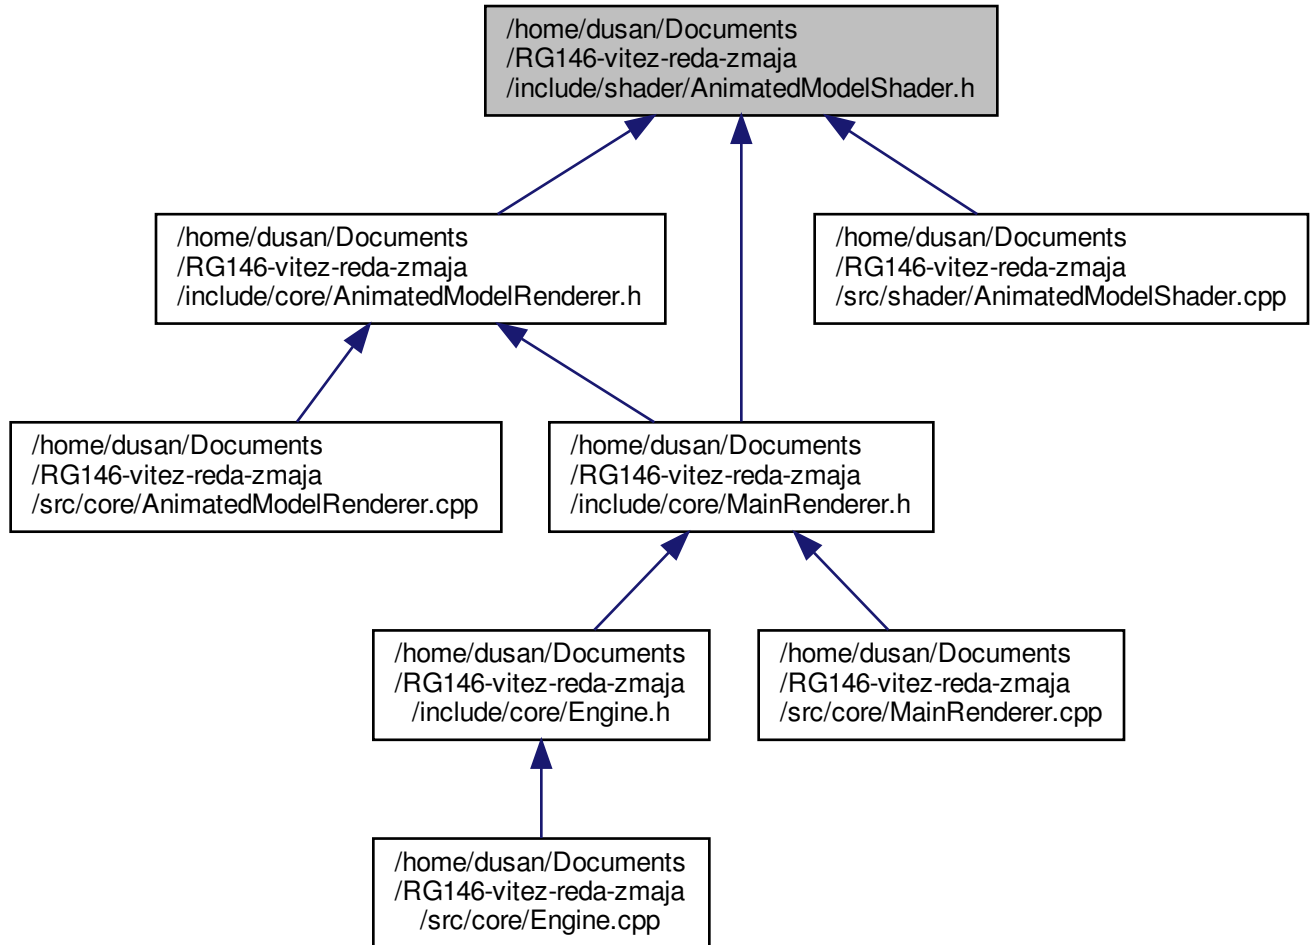 /home/dusan/Documents
/RG146-vitez-reda-zmaja
/include/shader/AnimatedModelShader.h
/home/dusan/Documents
/RG146-vitez-reda-zmaja
/include/core/AnimatedModelRenderer.h
/home/dusan/Documents
/RG146-vitez-reda-zmaja
/src/shader/AnimatedModelShader.cpp
/home/dusan/Documents
/RG146-vitez-reda-zmaja
/src/core/AnimatedModelRenderer.cpp
/home/dusan/Documents
/RG146-vitez-reda-zmaja
/include/core/MainRenderer.h
/home/dusan/Documents
/RG146-vitez-reda-zmaja
/include/core/Engine.h
/home/dusan/Documents
/RG146-vitez-reda-zmaja
/src/core/MainRenderer.cpp
/home/dusan/Documents
/RG146-vitez-reda-zmaja
/src/core/Engine.cpp